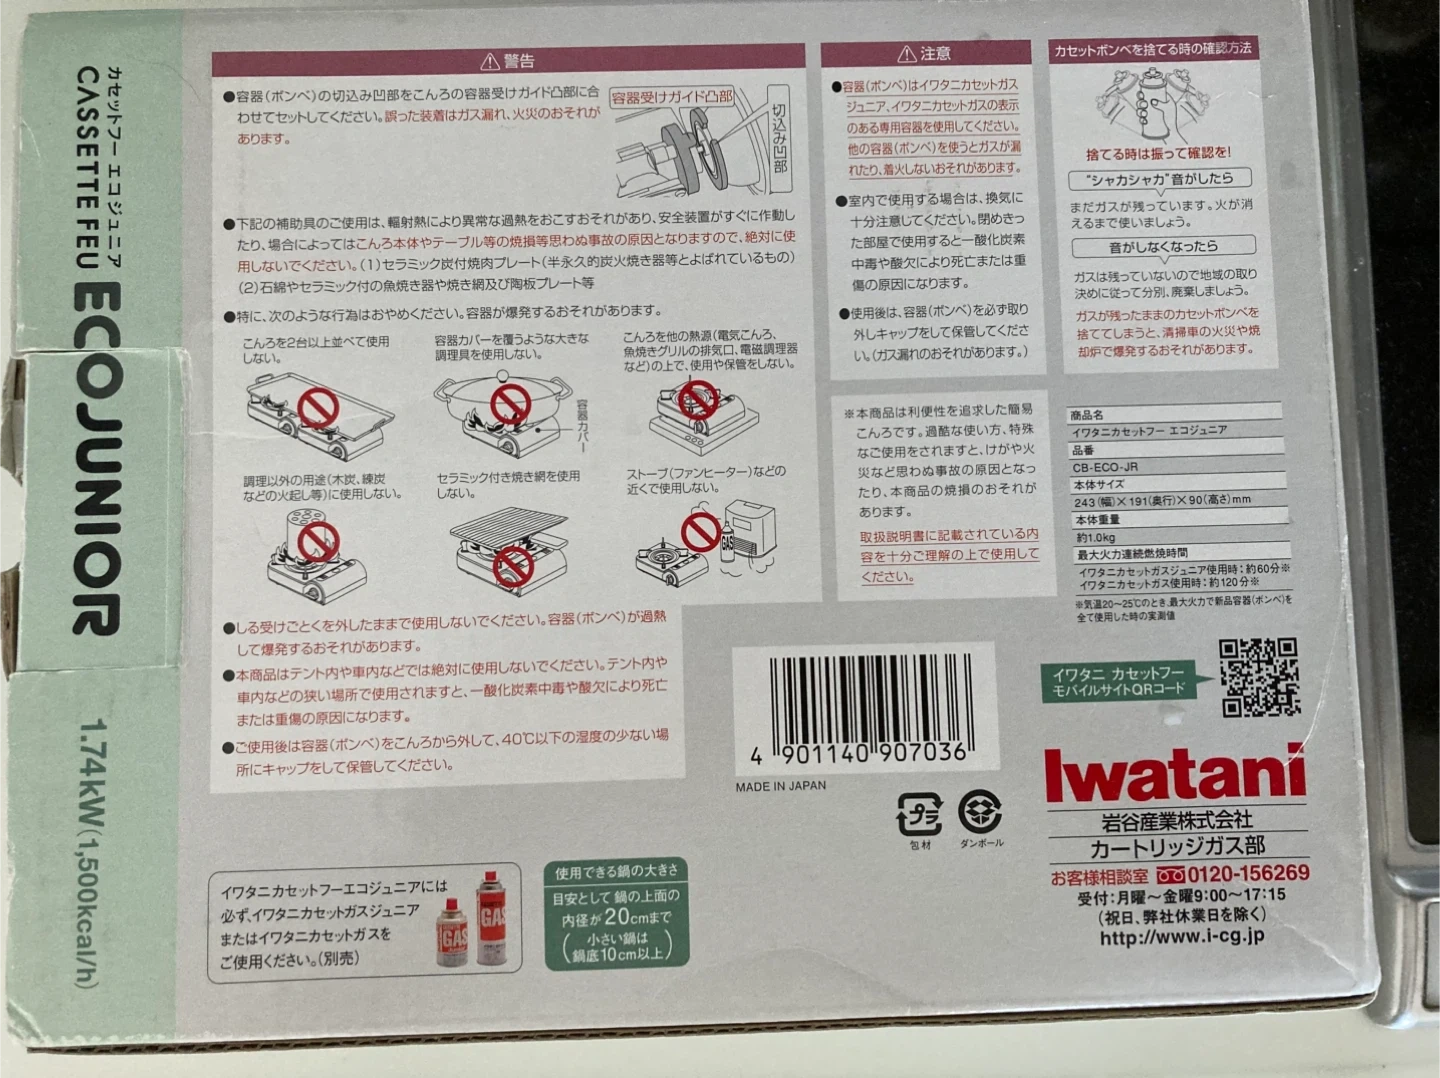 カセットフー エコジュニア
CASSETTE FEU ECOJUNIOR
1.74kW(1,500kcal/h)
警告
●容器(ボンベ)の切込み凹部をこんろの容器受けガイド凸部に合
わせてセットしてください。誤った装着はガス漏れ、火災のおそれが
あります。
容器受けガイド凸部
切込み凹部
●下記の補助具のご使用は、輻射熱により異常な過熱をおこすおそれがあり、安全装置がすぐに作動し
たり、場合によってはこんろ本体やテーブル等の焼損等思わぬ事故の原因となりますので、絶対に使
用しないでください。(1)セラミック炭付焼肉プレート(半永久的炭火焼き器等とよばれているもの)
(2)石綿やセラミック付の魚焼き器や焼き網及び陶板プレート等
●特に、次のような行為はおやめください。容器が爆発するおそれがあります。
こんろを2台以上並べて使用
しない。
容器カバーを覆うような大きな
調理具を使用しない。
容器カバー
こんろを他の熱源(電気こんろ、
魚焼きグリルの排気口、電磁調理器
など)の上で、使用や保管をしない。
調理以外の用途(木炭、練炭
などの火起し等)に使用しない。
セラミック付き焼き網を使用
しない。
ストーブ(ファンヒーター)などの
近くで使用しない。
GAS
●しる受けごとくを外したままで使用しないでください。容器(ボンベ)が過熱
して爆発するおそれがあります。
●本商品はテント内や車内などでは絶対に使用しないでください。テント内や
車内などの狭い場所で使用されますと、一酸化炭素中毒や酸欠により死亡
または重傷の原因になります。
●ご使用後は容器(ボンベ)をこんろから外して、40℃以下の湿度の少ない場
所にキャップをして保管してください。
注意
●容器(ボンベ)はイワタニカセットガス
ジュニア、イワタニカセットガスの表示
のある専用容器を使用してください。
他の容器(ボンベ)を使うとガスが漏
れたり、着火しないおそれがあります。
●室内で使用する場合は、換気に
十分注意してください。閉めきっ
た部屋で使用すると一酸化炭素
中毒や酸欠により死亡または重
傷の原因になります。
●使用後は、容器(ボンベ)を必ず取り
外しキャップをして保管してくださ
い。(ガス漏れのおそれがあります。)
※本商品は利便性を追求した簡易
こんろです。過酷な使い方、特殊
なご使用をされますと、けがや火
災など思わぬ事故の原因となっ
たり、本商品の焼損のおそれが
あります。
取扱説明書に記載されている内
容を十分ご理解の上で使用して
ください。
カセットボンベを捨てる時の確認方法
捨てる時は振って確認を!
"シャカシャカ"音がしたら
まだガスが残っています。火が消
えるまで使いましょう。
音がしなくなったら
ガスは残っていないので地域の取り
決めに従って分別、廃棄しましょう。
ガスが残ったままのカセットボンベを
捨ててしまうと、清掃車の火災や焼
却炉で爆発するおそれがあります。
商品名
イワタニカセットフー エコジュニア
品番
CB-ECO-JR
本体サイズ
243(幅)×191(奥行)×90(高さ)mm
本体重量
約1.0kg
最大火力連続燃焼時間
イワタニカセットガスジュニア使用時:約60分※
イワタニカセットガス使用時:約120分※
※気温20~25℃のとき、最大火力で新品容器(ボンベ)を
全て使用した時の実測値
イワタニ カセットフー
モバイルサイトQRコード
4 901140 907036
MADE IN JAPAN
プラ
包材
ダンボール
Iwatani
岩谷産業株式会社
カートリッジガス部
お客様相談室 0120-156269
受付:月曜~金曜9:00~17:15
(祝日、弊社休業日を除く)
http://www.i-cg.jp
イワタニカセットフーエコジュニアには
必ず、イワタニカセットガスジュニア
またはイワタニカセットガスを
ご使用ください。(別売)
GAS
GAS
使用できる鍋の大きさ
目安として 鍋の上面の
内径が20cmまで
(小さい鍋は
鍋底10cm以上)